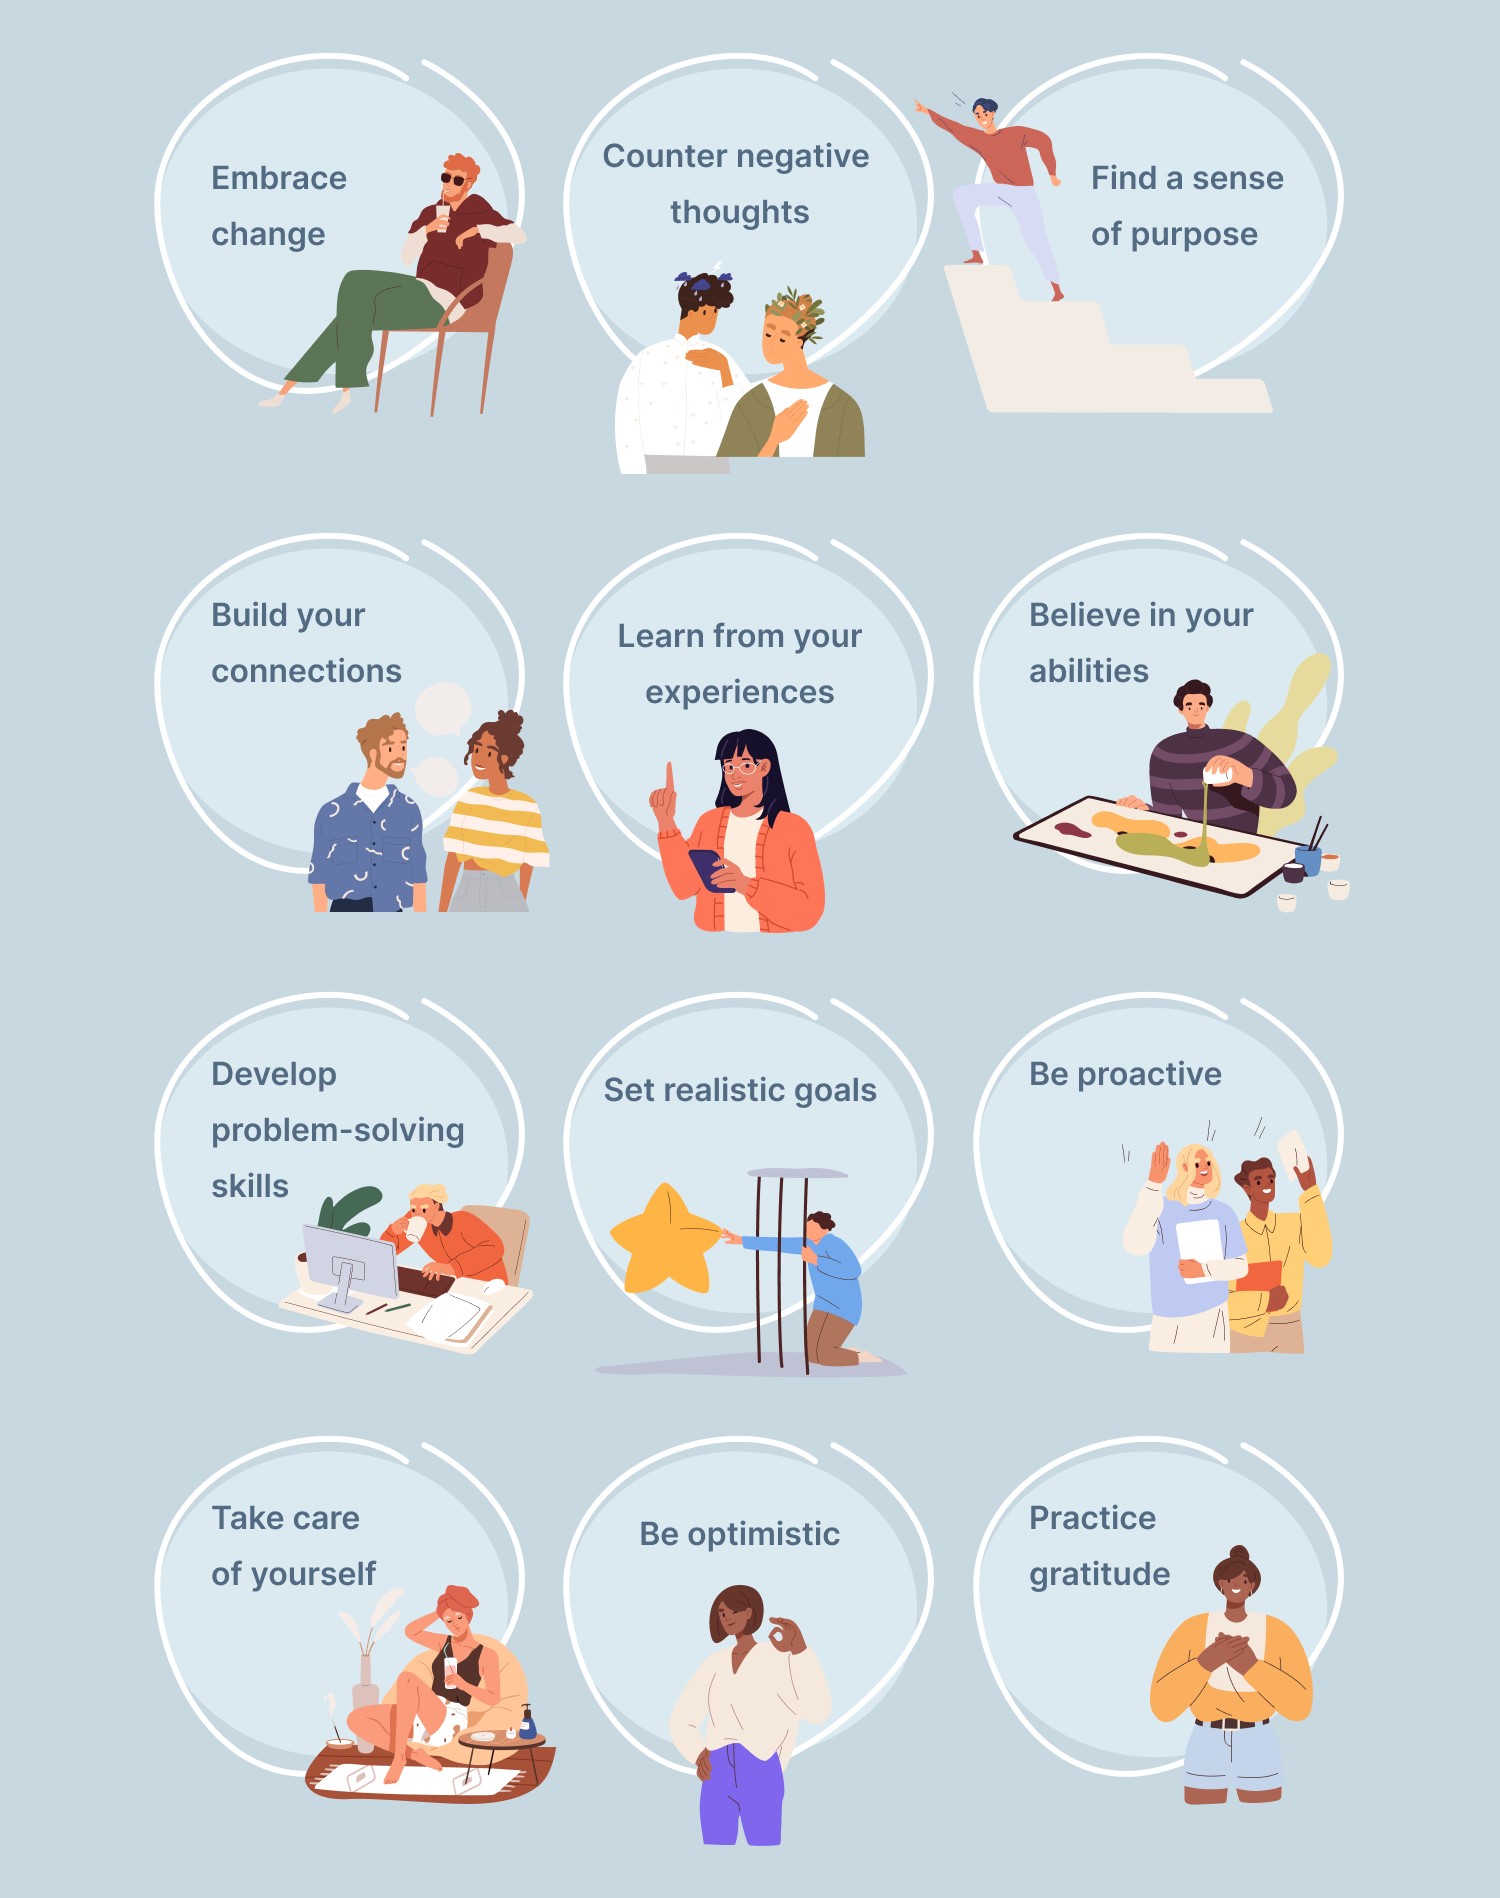 Embrace
change
Counter negative
thoughts
Find a sense
of purpose
Build your
connections
Learn from your
experiences
Believe in your
abilities
Develop
problem-solving
skills
Set realistic goals
Be proactive
Take care
of yourself
Be optimistic
Practice
gratitude